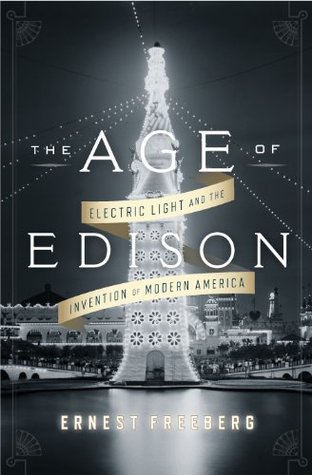 THE AGE OF
ELECTRIC LIGHT AND THE
EDISON
INVENTION OF MODERN AMERICA
ERNEST FREEBERG